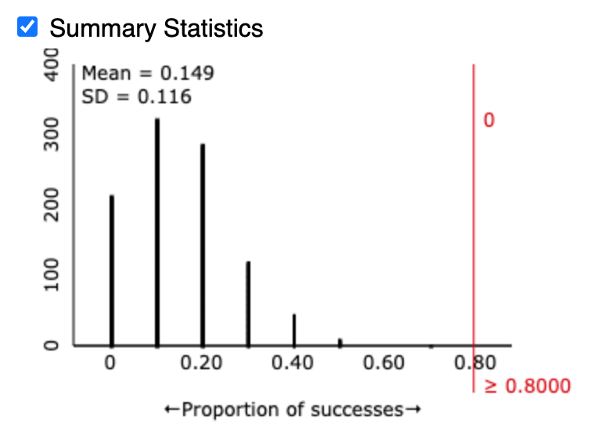 Summary Statistics
Mean = 0.149
SD = 0.116
400
300
200
100
0
0
0 0.20 0.40 0.60 0.80
≥ 0.8000
←Proportion of successes→